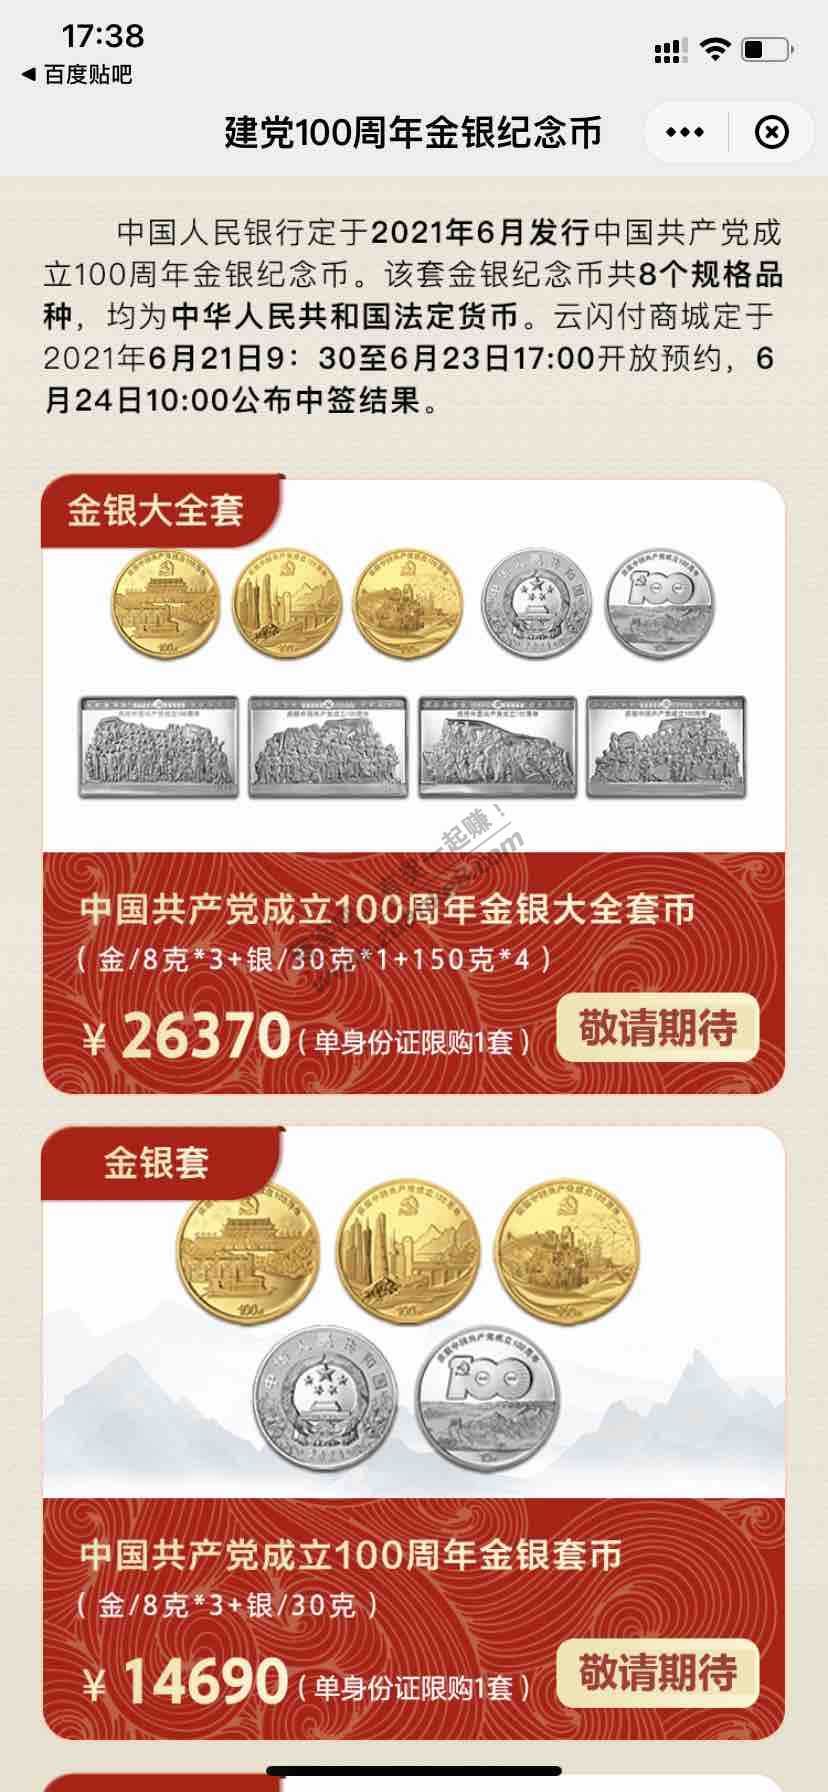 17:38
百度贴吧
建党100周年金银纪念币
中国人民银行定于2021年6月发行中国共产党成
立100周年金银纪念币。该套金银纪念币共8个规格品
种，均为中华人民共和国法定货币。云闪付商城定于
2021年6月21日9：30至6月23日17:00开放预约，6
月24日10:00公布中签结果。
金银大全套
中国共产党成立100周年金银大全套币
(金/8克*3+银/30克*1+150克*4)
¥ 26370(单身份证限购1套)
敬请期待
金银套
中国共产党成立100周年金银套币
(金/8克*3+银/30克)
¥ 14690(单身份证限购1套)
敬请期待